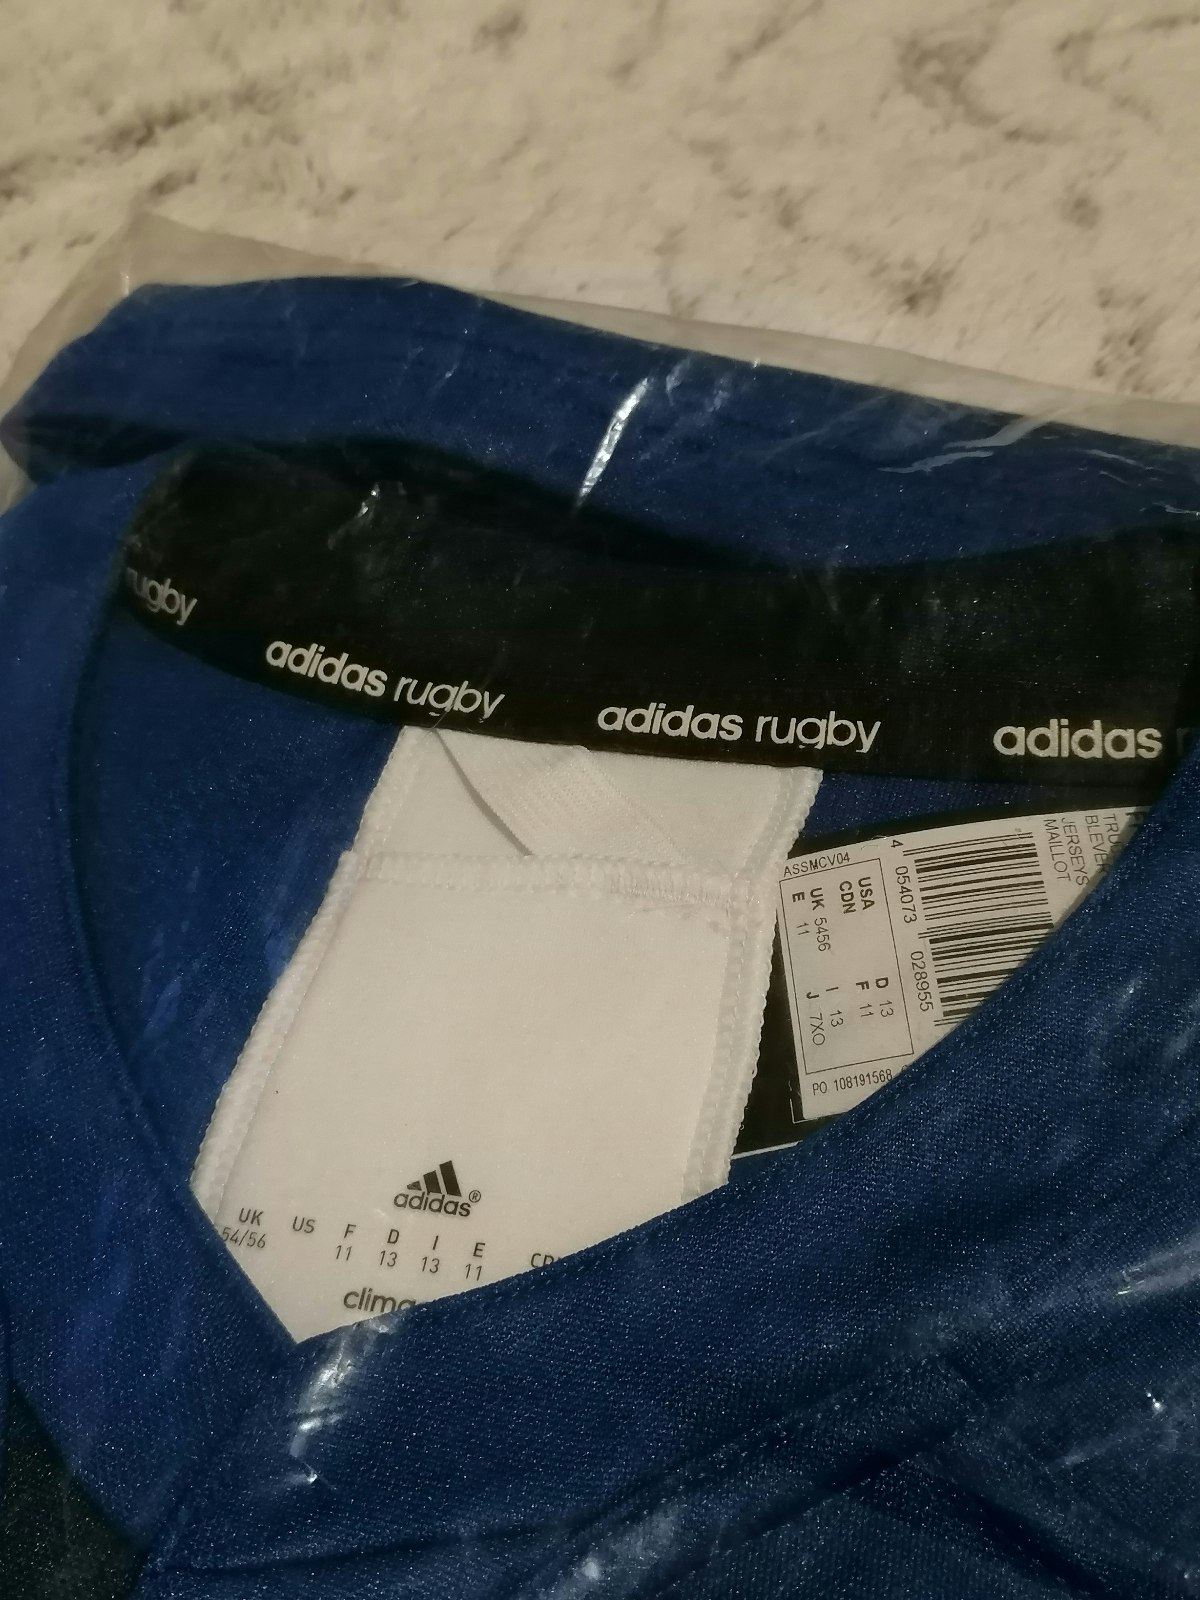 rugby
adidas rugby
adidas rugby
adidas
ASSMCV04
USA
CDN
UK 5456
E 11
D 13
F 11
I 13
J 7XO
PO 108191568
4 054073 028955
JERSEYS
MAILLOT
adidas®
UK US F D I E
54/56 11 13 13 11